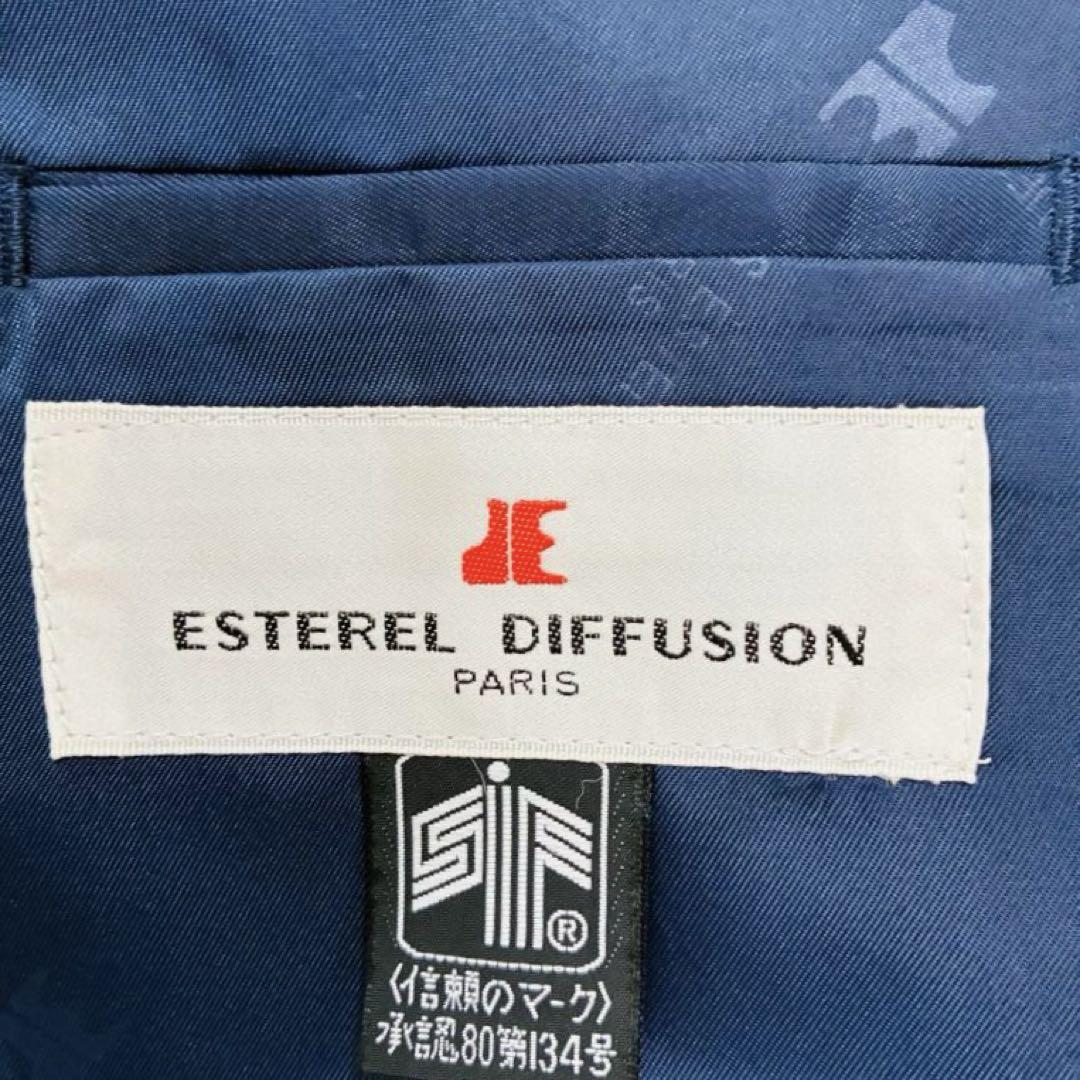 JE
ESTEREL DIFFUSION
PARIS
SIF®
〈信頼のマーク〉
承認80第134号